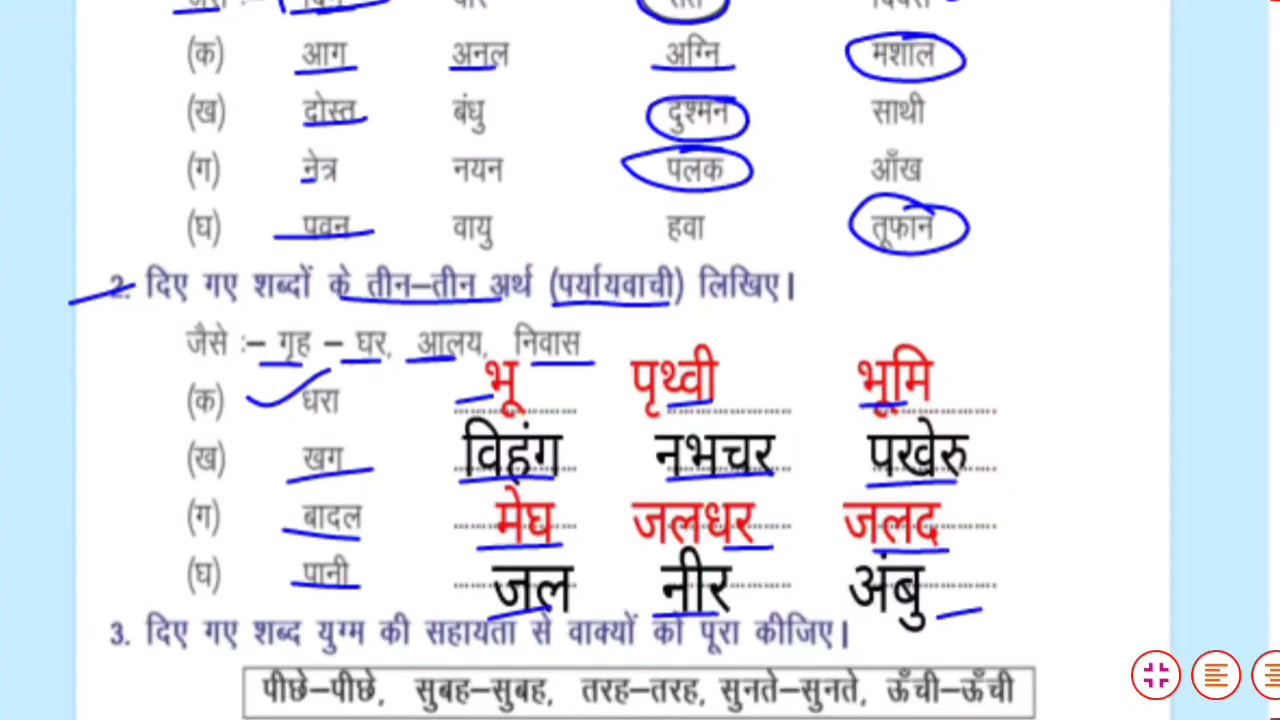 जैसे :- दिन वार रात दिवस
(क) आग अनल अग्नि मशाल
(ख) दोस्त बंधु दुश्मन साथी
(ग) नेत्र नयन पलक आँख
(घ) पवन वायु हवा तूफान
2. दिए गए शब्दों के तीन-तीन अर्थ (पर्यायवाची) लिखिए।
जैसे :- गृह - घर, आलय, निवास
(क) धरा भू पृथ्वी भूमि
(ख) खग विहंग नभचर पखेरु
(ग) बादल मेघ जलधर जलद
(घ) पानी जल नीर अंबु
3. दिए गए शब्द युग्म की सहायता से वाक्यों को पूरा कीजिए।
पीछे-पीछे, सुबह-सुबह, तरह-तरह, सुनते-सुनते, ऊँची-ऊँची